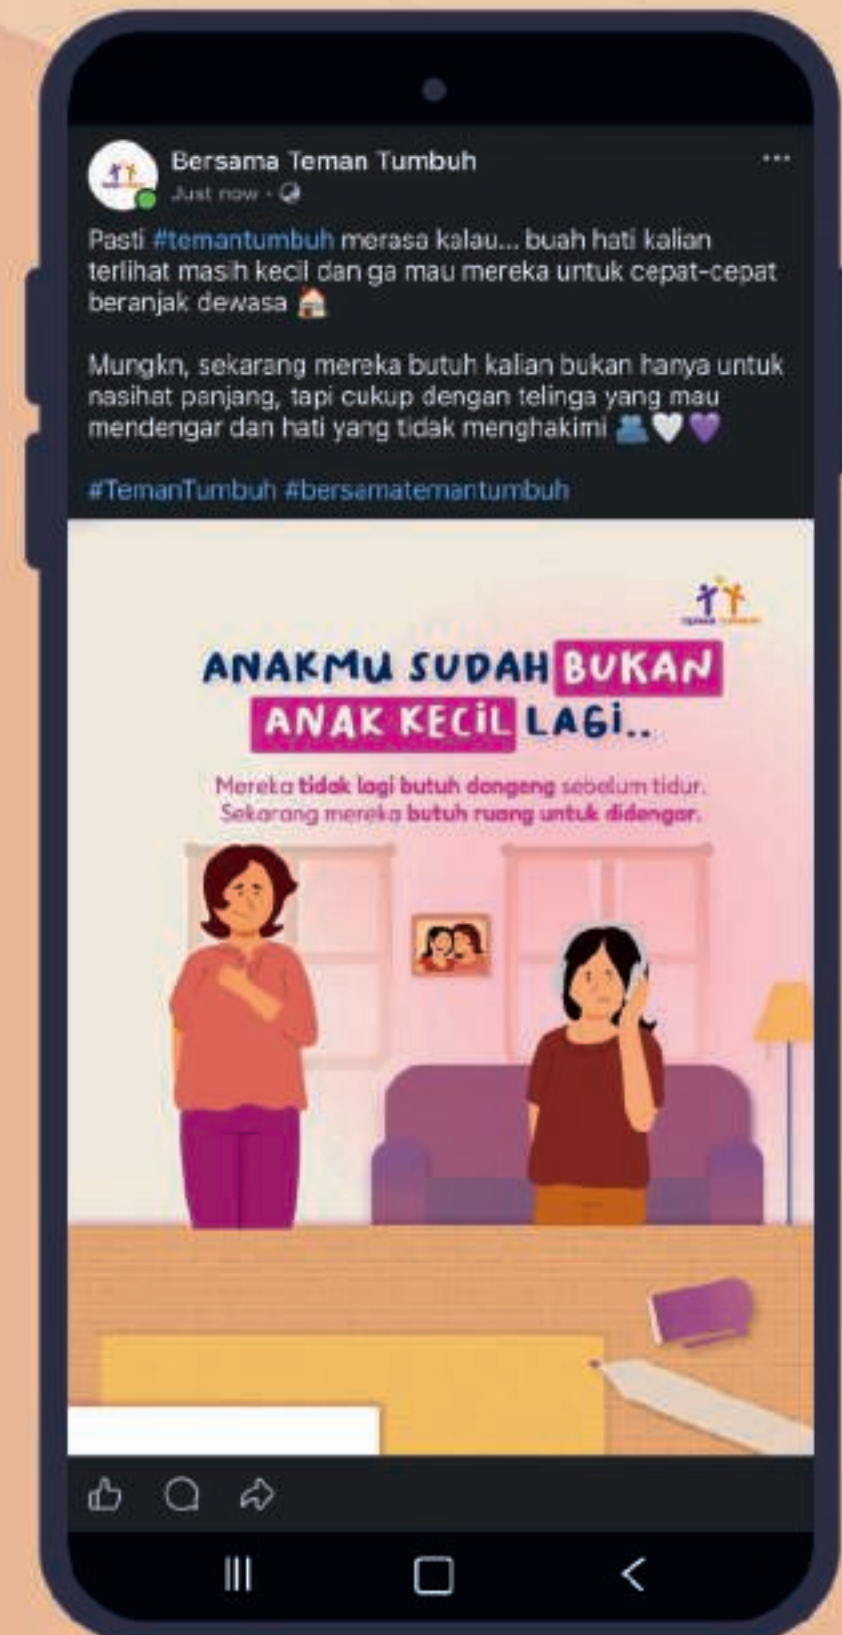 Bersama Teman Tumbuh
Just now ·
Pasti #temantumbuh merasa kalau... buah hati kalian
terlihat masih kecil dan ga mau mereka untuk cepat-cepat
beranjak dewasa 🏠
Mungkn, sekarang mereka butuh kalian bukan hanya untuk
nasihat panjang, tapi cukup dengan telinga yang mau
mendengar dan hati yang tidak menghakimi 🫂🤍💜
#TemanTumbuh #bersamatemantumbuh
TEMAN TUMBUH
ANAKMU SUDAH BUKAN
ANAK KECiL LAGi..
Mereka tidak lagi butuh dongeng sebelum tidur.
Sekarang mereka butuh ruang untuk didengar.